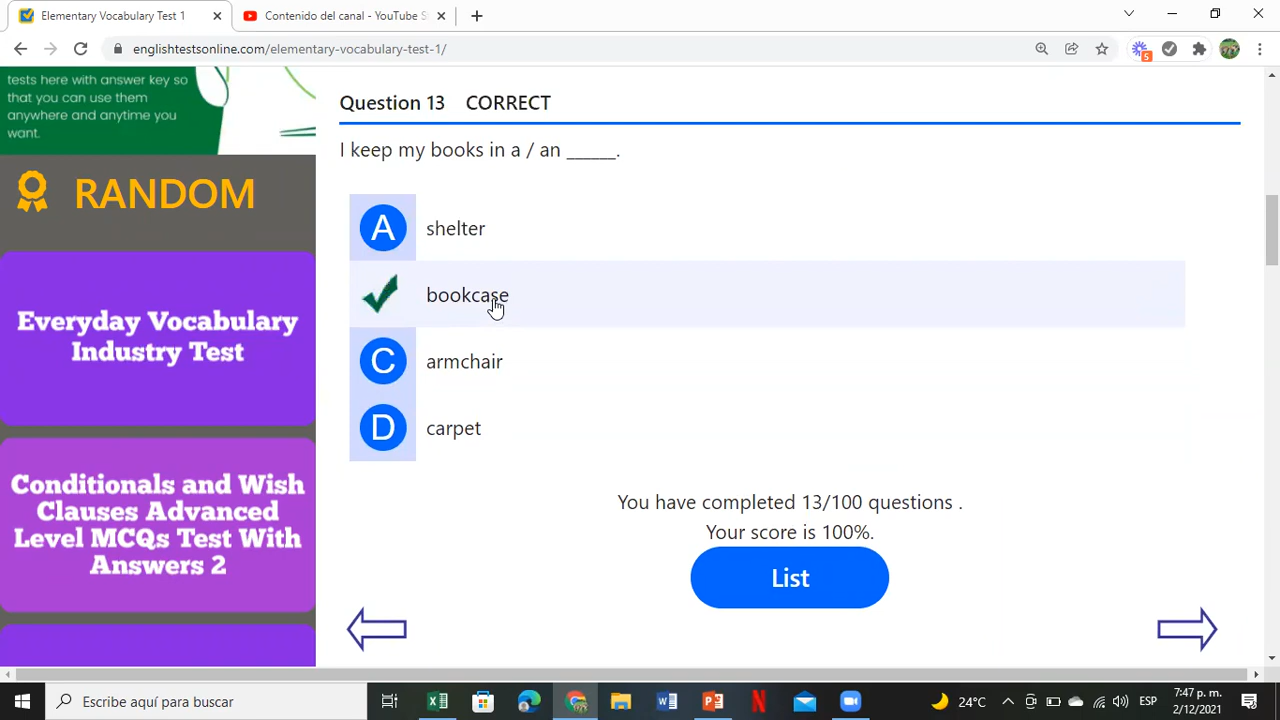 Elementary Vocabulary Test 1
Contenido del canal - YouTube S
englishtestsonline.com/elementary-vocabulary-test-1/
5
tests here with answer key so
that you can use them
anywhere and anytime you
want.
RANDOM
Everyday Vocabulary
Industry Test
Conditionals and Wish
Clauses Advanced
Level MCQs Test With
Answers 2
Question 13 CORRECT
I keep my books in a / an ______.
A shelter
bookcase
C armchair
D carpet
You have completed 13/100 questions .
Your score is 100%.
List
Escribe aquí para buscar
24°C
ESP
7:47 p. m.
2/12/2021